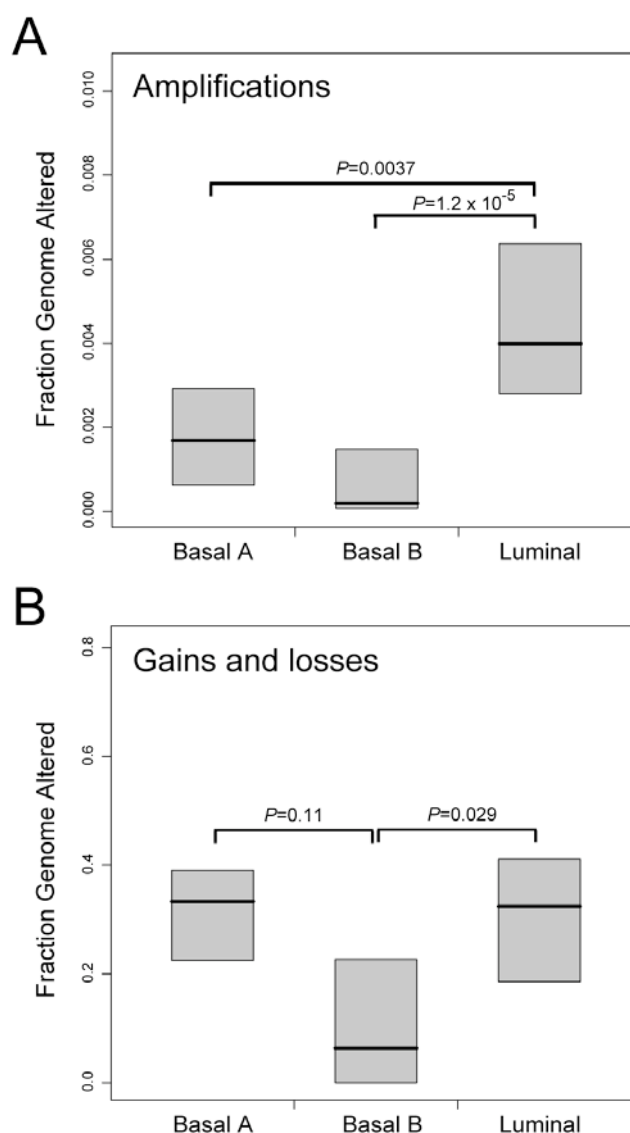 A
Amplifications
Fraction Genome Altered
0.010
0.008
0.006
0.004
0.002
0.000
P=0.0037
P=1.2 x 10⁻⁵
Basal A Basal B Luminal
B
Gains and losses
Fraction Genome Altered
0.8
0.6
0.4
0.2
0.0
P=0.11 P=0.029
Basal A Basal B Luminal